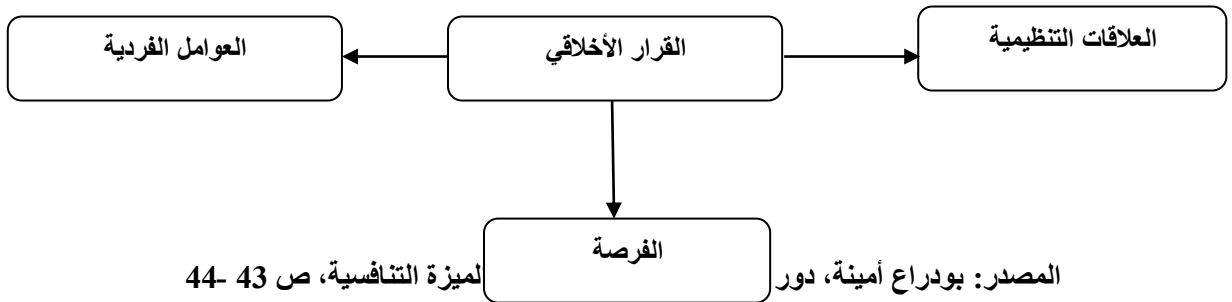 العلاقات التنظيمية
القرار الأخلاقي
العوامل الفردية
الفرصة
المصدر: بودراع أمينة، دور لميزة التنافسية، ص 43 -44